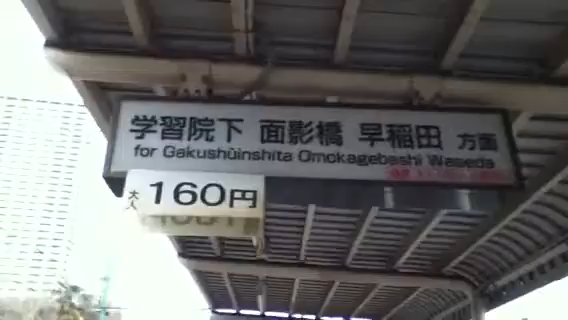 学習院下 面影橋 早稲田 方面
for Gakushūinshita Omokagebashi Waseda
大人 160円